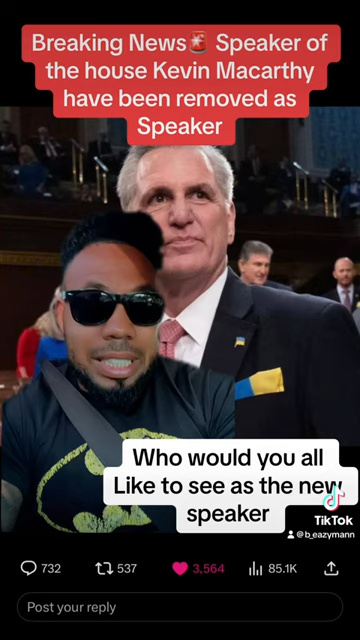 Breaking News🚨 Speaker of
the house Kevin Macarthy
have been removed as
Speaker
Who would you all
Like to see as the new
speaker
TikTok
@b_eazymann
732
537
3,564
85.1K
Post your reply